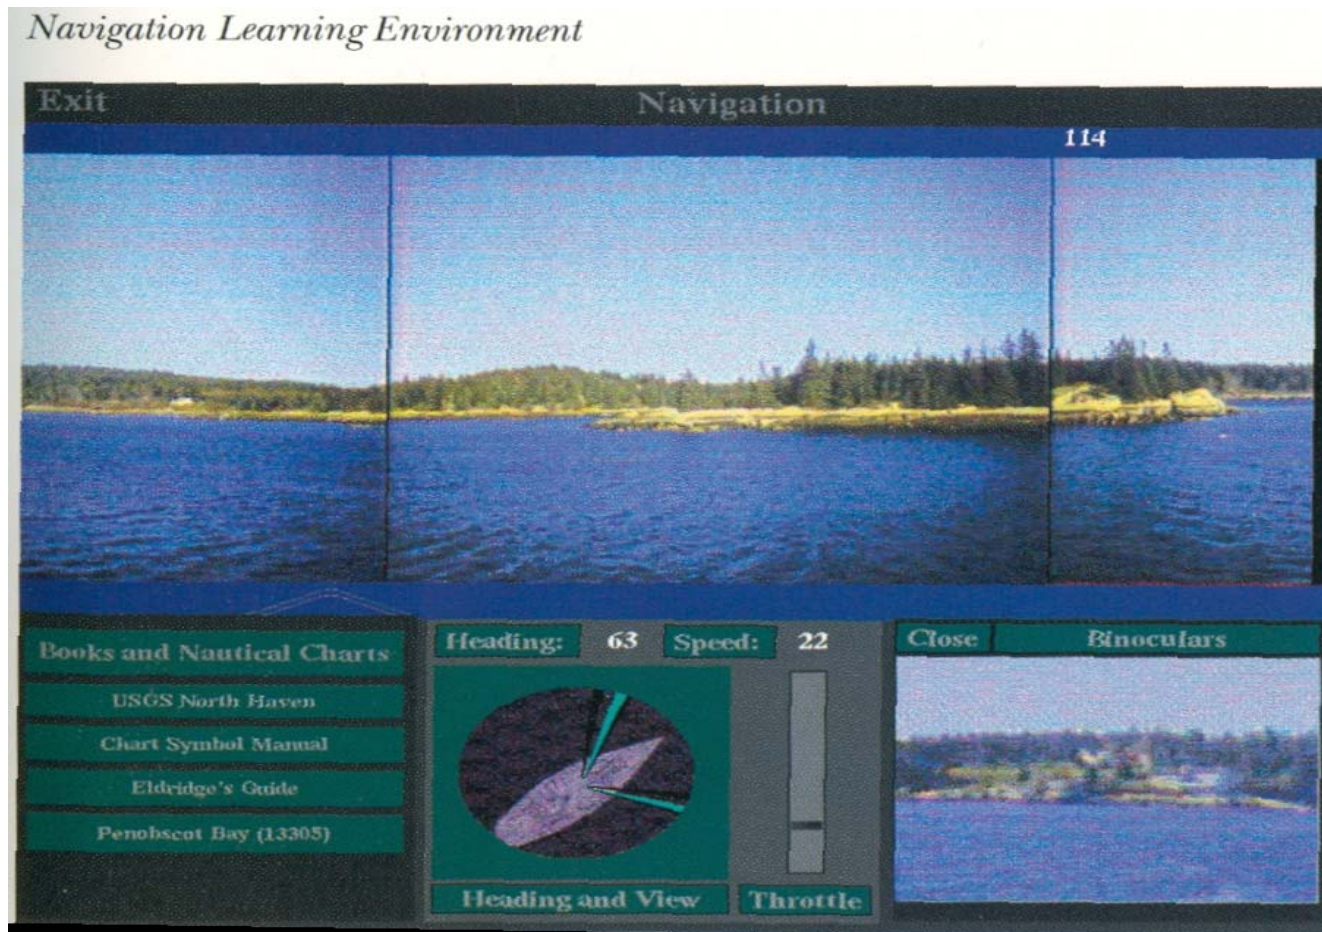 Navigation Learning Environment
Exit
Navigation
114
Books and Nautical Charts
USGS North Haven
Chart Symbol Manual
Eldridge's Guide
Penobscot Bay (13305)
Heading: 63 Speed: 22
Heading and View
Throttle
Close
Binoculars